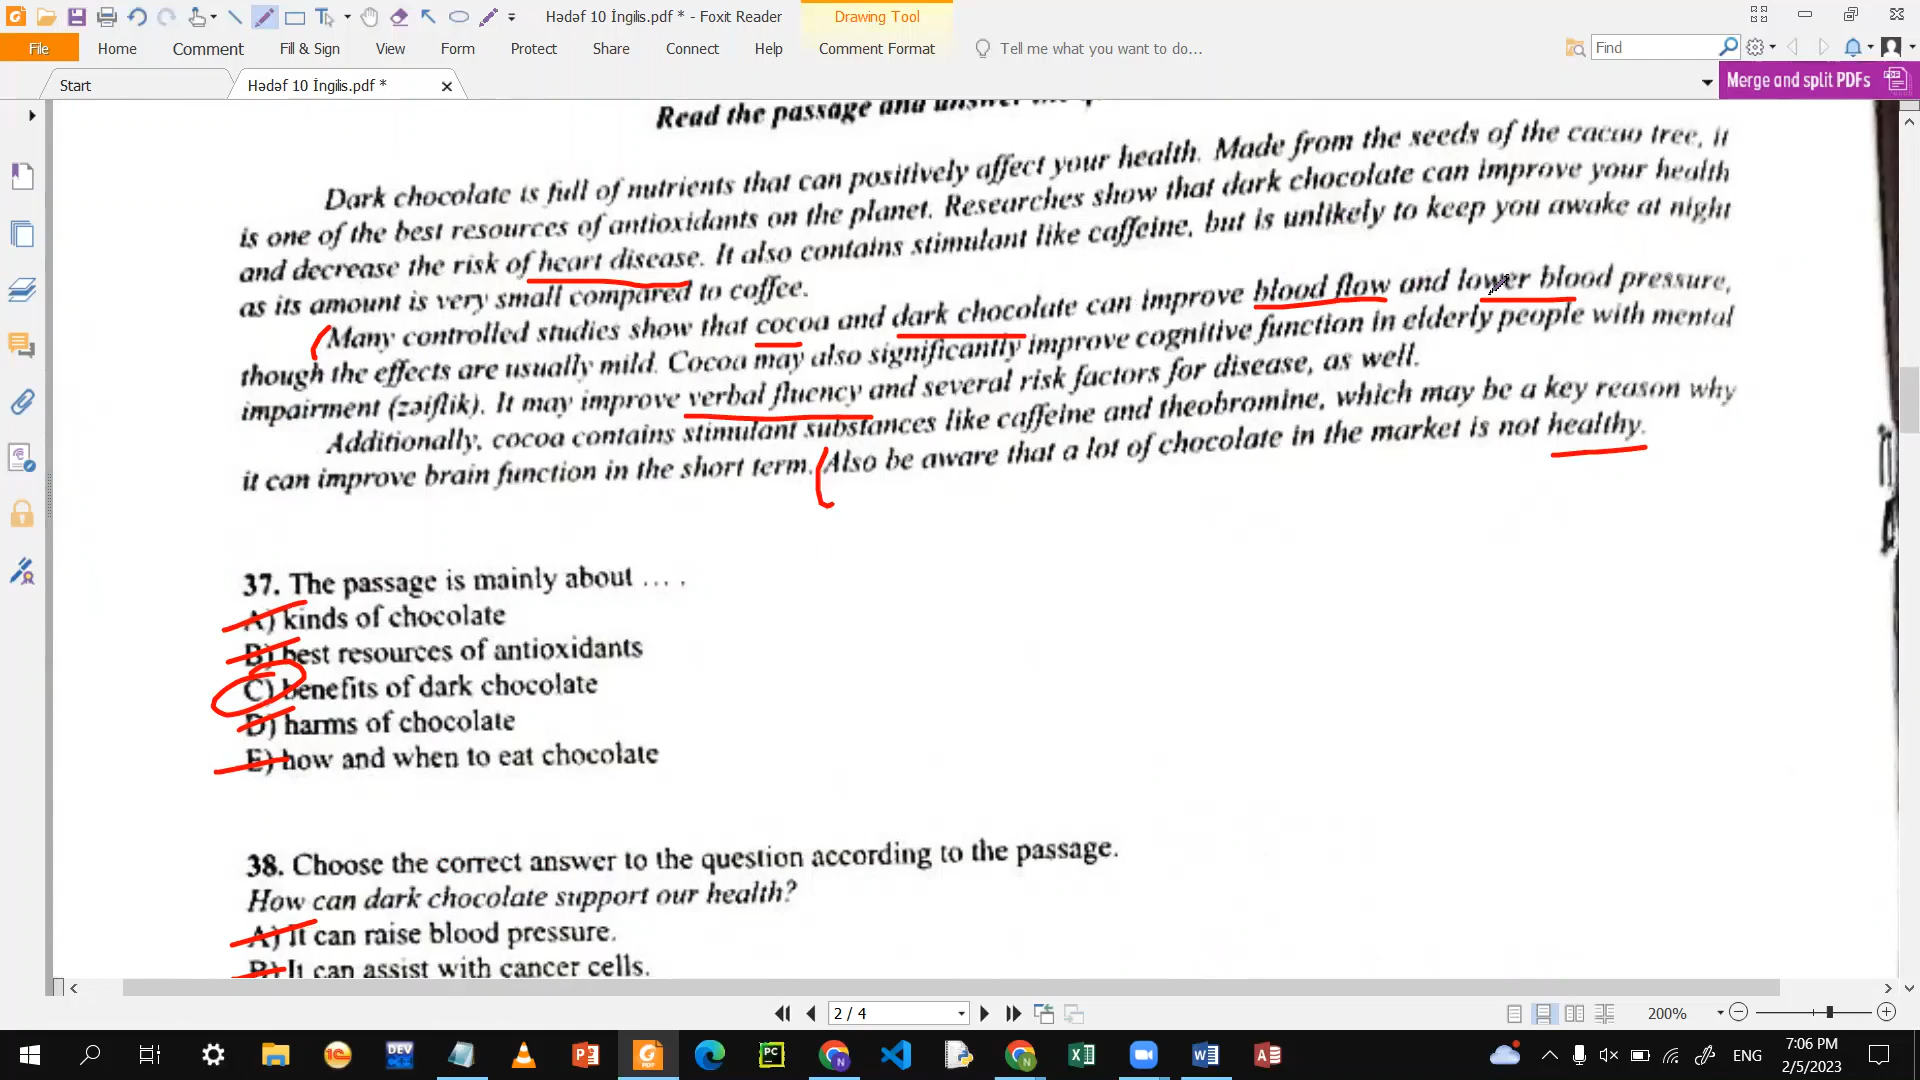 Hədəf 10 İngilis.pdf * - Foxit Reader
Drawing Tool
File
Home
Comment
Fill & Sign
View
Form
Protect
Share
Connect
Help
Comment Format
Tell me what you want to do...
Find
Start
Hədəf 10 İngilis.pdf *
Merge and split PDFs
Read the passage and answer the
Dark chocolate is full of nutrients that can positively affect your health. Made from the seeds of the cacao tree, it
is one of the best resources of antioxidants on the planet. Researches show that dark chocolate can improve your health
and decrease the risk of heart disease. It also contains stimulant like caffeine, but is unlikely to keep you awake at night
as its amount is very small compared to coffee.
Many controlled studies show that cocoa and dark chocolate can improve blood flow and lower blood pressure,
though the effects are usually mild. Cocoa may also significantly improve cognitive function in elderly people with mental
impairment (zəiflik). It may improve verbal fluency and several risk factors for disease, as well.
Additionally, cocoa contains stimulant substances like caffeine and theobromine, which may be a key reason why
it can improve brain function in the short term. Also be aware that a lot of chocolate in the market is not healthy.
37. The passage is mainly about ... .
A) kinds of chocolate
B) best resources of antioxidants
C) benefits of dark chocolate
D) harms of chocolate
E) how and when to eat chocolate
38. Choose the correct answer to the question according to the passage.
How can dark chocolate support our health?
A) It can raise blood pressure.
B) It can assist with cancer cells.
2 / 4
200%
DEV
PC
ENG
7:06 PM
2/5/2023